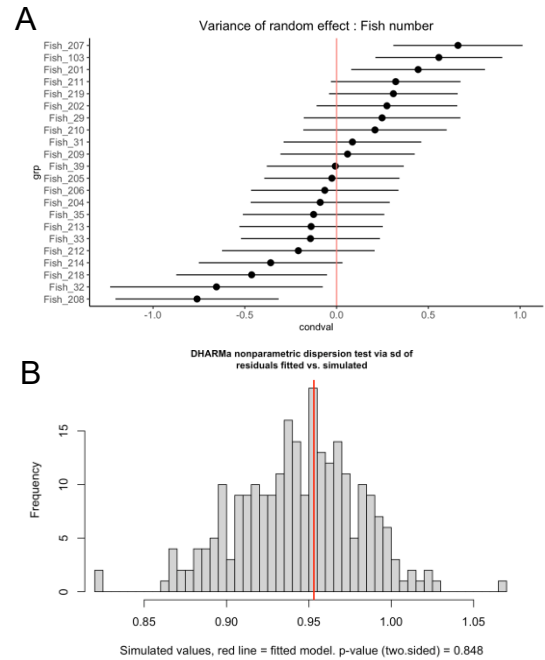 A
Variance of random effect : Fish number
Fish_207
Fish_103
Fish_201
Fish_211
Fish_219
Fish_202
Fish_29
Fish_210
Fish_31
Fish_209
Fish_39
Fish_205
Fish_206
Fish_204
Fish_35
Fish_213
Fish_33
Fish_212
Fish_214
Fish_218
Fish_32
Fish_208
grp
-1.0 -0.5 0.0 0.5 1.0
condval
B
DHARMa nonparametric dispersion test via sd of
residuals fitted vs. simulated
Frequency
15
10
5
0
0.85 0.90 0.95 1.00 1.05
Simulated values, red line = fitted model. p-value (two.sided) = 0.848